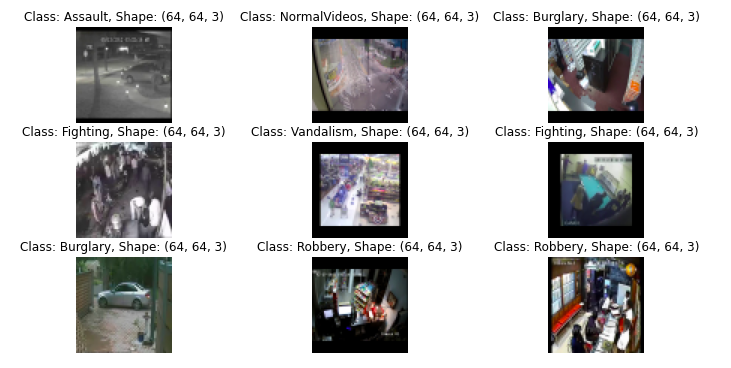 Class: Assault, Shape: (64, 64, 3)
Class: NormalVideos, Shape: (64, 64, 3)
Class: Burglary, Shape: (64, 64, 3)
Class: Fighting, Shape: (64, 64, 3)
Class: Vandalism, Shape: (64, 64, 3)
Class: Fighting, Shape: (64, 64, 3)
Class: Burglary, Shape: (64, 64, 3)
Class: Robbery, Shape: (64, 64, 3)
Class: Robbery, Shape: (64, 64, 3)